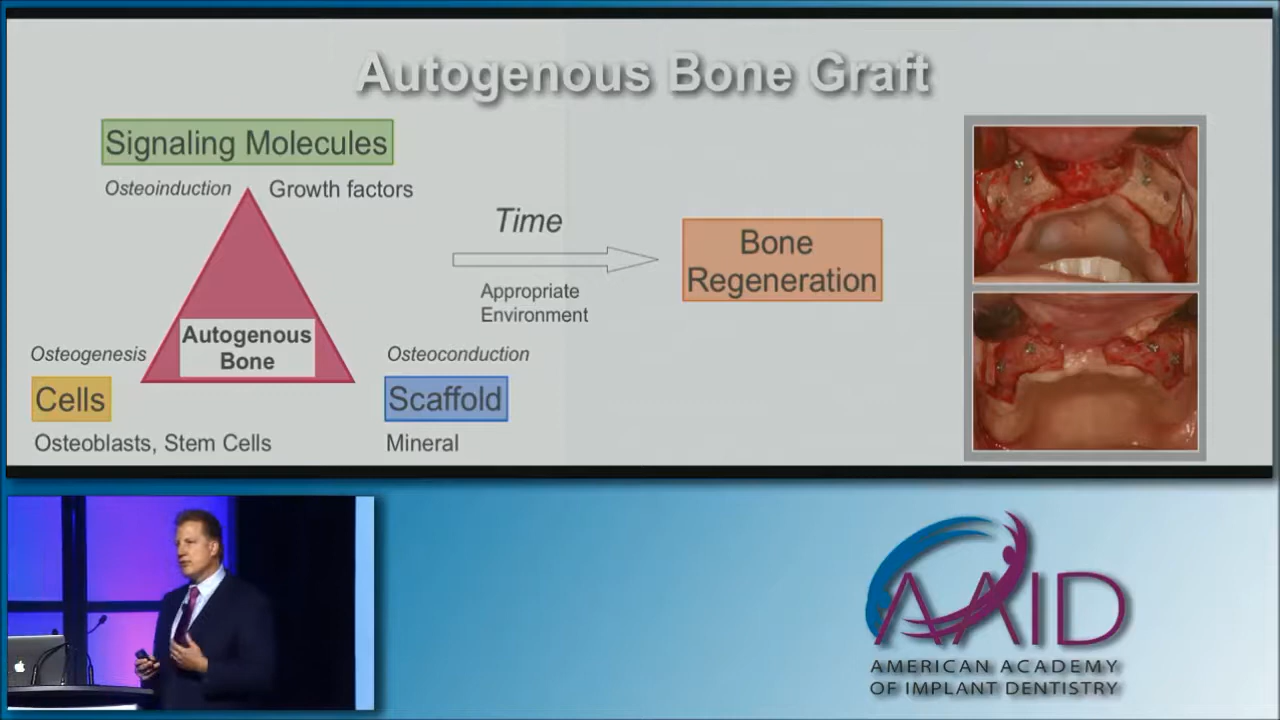 Autogenous Bone Graft
Signaling Molecules
Osteoinduction
Growth factors
Time
Appropriate
Environment
Bone
Regeneration
Autogenous
Bone
Osteogenesis
Cells
Osteoblasts, Stem Cells
Osteoconduction
Scaffold
Mineral
AAID
AMERICAN ACADEMY
OF IMPLANT DENTISTRY